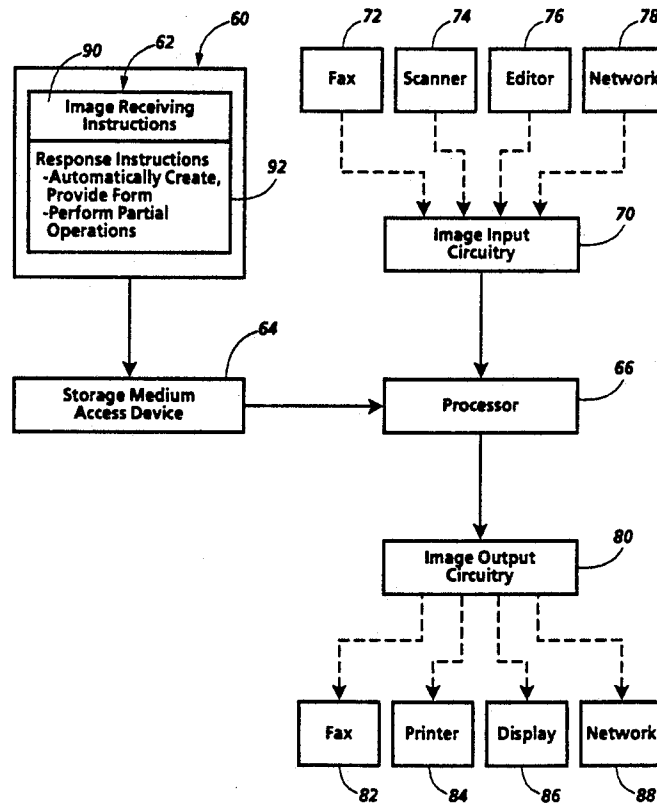 60
62
90
Image Receiving
Instructions
Response Instructions
-Automatically Create,
Provide Form
-Perform Partial
Operations
92
72
74
76
78
Fax
Scanner
Editor
Network
Image Input
Circuitry
70
64
Storage Medium
Access Device
66
Processor
80
Image Output
Circuitry
Fax
Printer
Display
Network
82
84
86
88